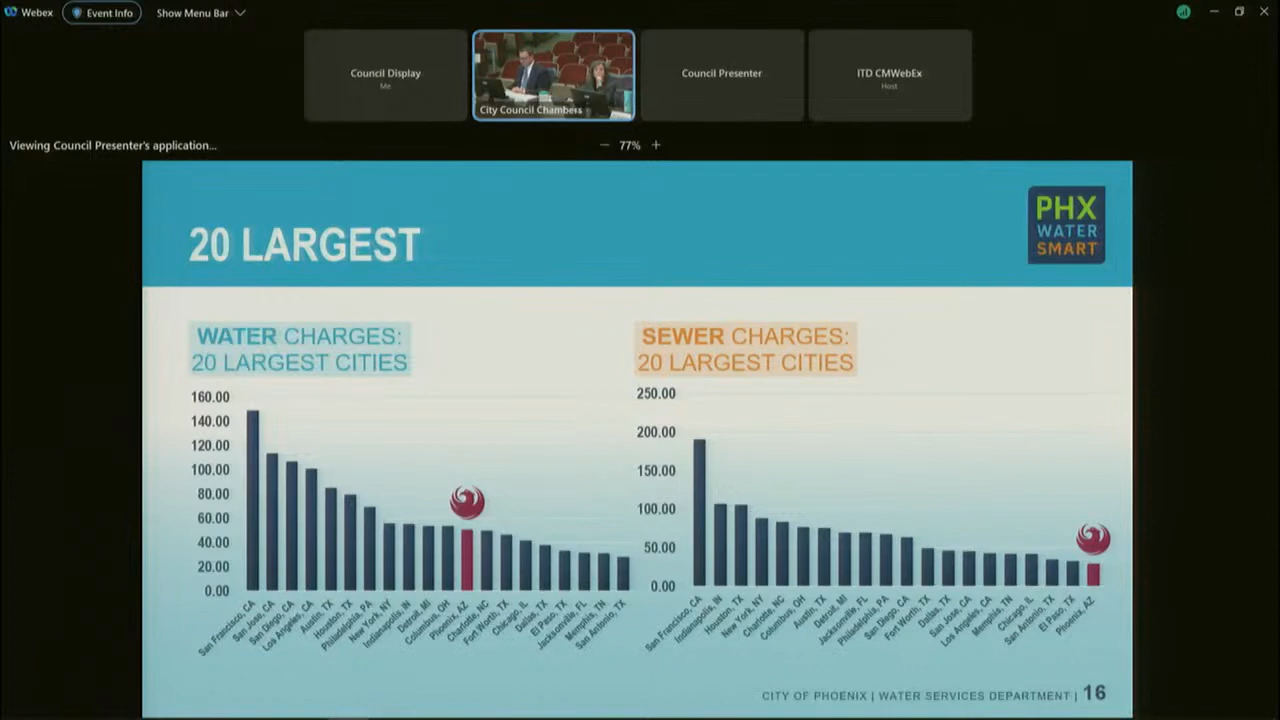 Webex
Event Info
Show Menu Bar
Council Display
Me
City Council Chambers
Council Presenter
ITD CMWebEx
Host
Viewing Council Presenter's application...
77%
20 LARGEST
PHX
WATER
SMART
WATER CHARGES:
20 LARGEST CITIES
160.00
140.00
120.00
100.00
80.00
60.00
40.00
20.00
0.00
San Francisco, CA
San Jose, CA
San Diego, CA
Los Angeles, CA
Austin, TX
Houston, TX
Philadelphia, PA
New York, NY
Indianapolis, IN
Detroit, MI
Columbus, OH
Phoenix, AZ
Charlotte, NC
Fort Worth, TX
Chicago, IL
Dallas, TX
El Paso, TX
Jacksonville, FL
Memphis, TN
San Antonio, TX
SEWER CHARGES:
20 LARGEST CITIES
250.00
200.00
150.00
100.00
50.00
0.00
San Francisco, CA
Indianapolis, IN
Houston, TX
New York, NY
Charlotte, NC
Columbus, OH
Austin, TX
Detroit, MI
Jacksonville, FL
Philadelphia, PA
San Diego, CA
Fort Worth, TX
Dallas, TX
San Jose, CA
Los Angeles, CA
Memphis, TN
Chicago, IL
San Antonio, TX
El Paso, TX
Phoenix, AZ
CITY OF PHOENIX | WATER SERVICES DEPARTMENT | 16